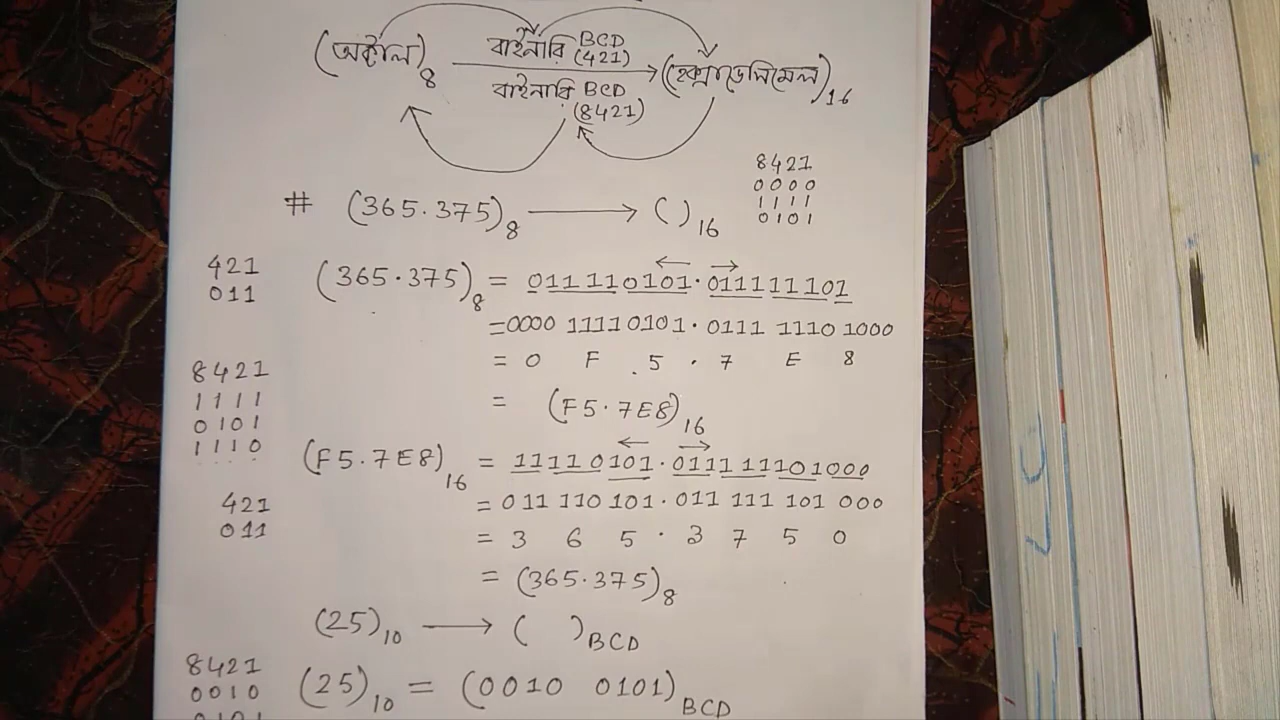 (অক্টাল)8 বাইনারি BCD (421) (হেক্সাডেসিমেল)16
বাইনারি BCD (8421)
8421
0000
1111
0101
# (365.375)8 ⟶ ( )16
421
011
(365.375)8 = 011110101.011111101
=0000 11110101.0111 1110 1000
= 0 F 5 . 7 E 8
= (F5.7E8)16
8421
1111
0101
1110
(F5.7E8)16 = 11110101.011111101000
= 011 110 101.011 111 101 000
421
011
= 3 6 5 . 3 7 5 0
= (365.375)8
(25)10 ⟶ ( )BCD
8421
0010
0101
(25)10 = (0010 0101)BCD